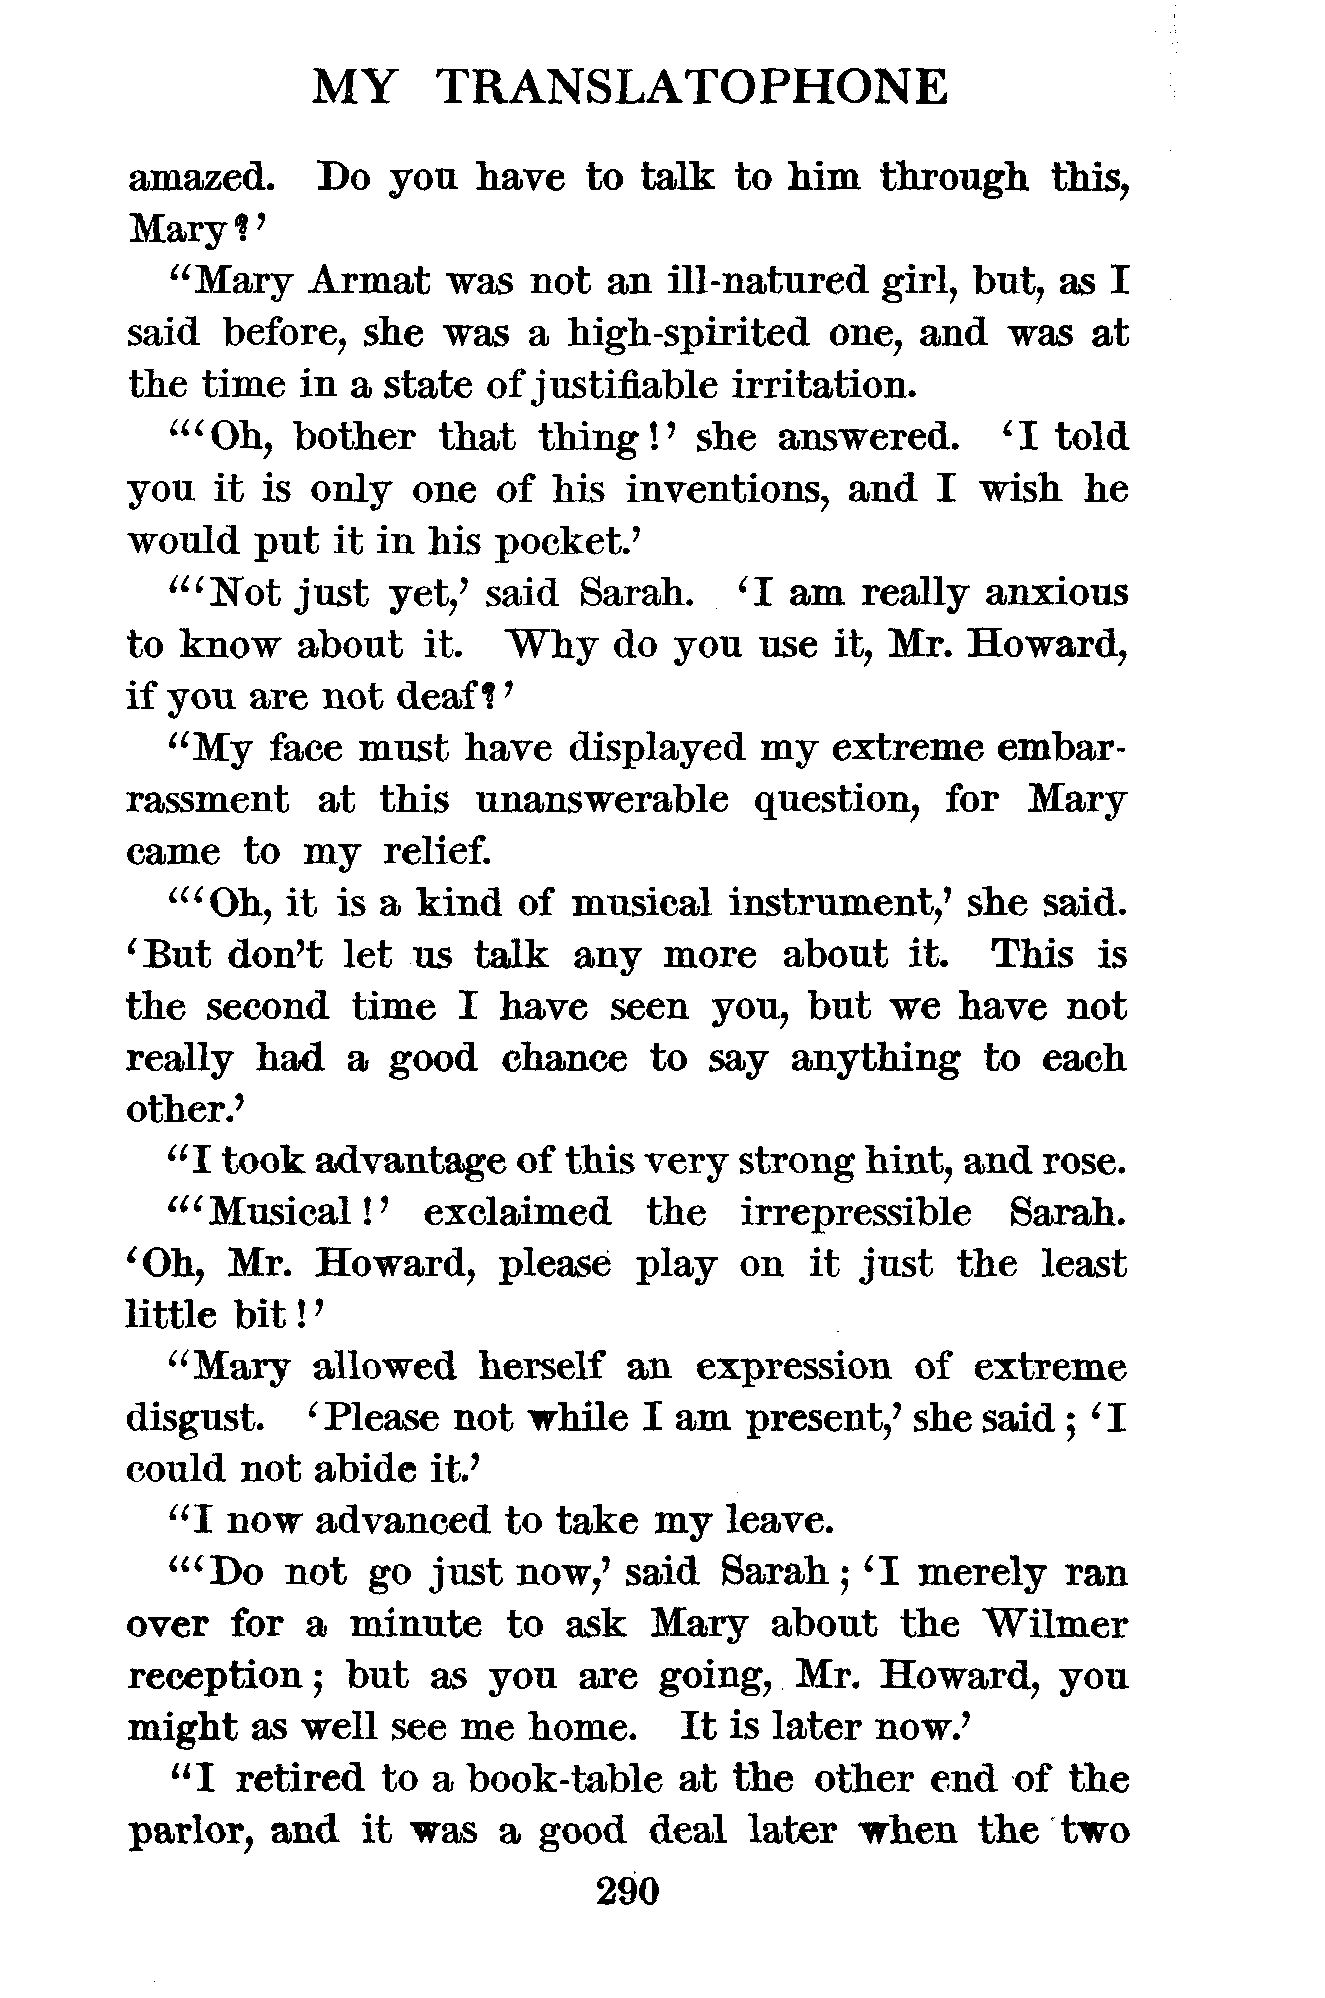 MY TRANSLATOPHONE
amazed. Do you have to talk to him through this,
Mary?’
“Mary Armat was not an ill-natured girl, but, as I
said before, she was a high-spirited one, and was at
the time in a state of justifiable irritation.
“‘Oh, bother that thing!’ she answered. ‘I told
you it is only one of his inventions, and I wish he
would put it in his pocket.’
“‘Not just yet,’ said Sarah. ‘I am really anxious
to know about it. Why do you use it, Mr. Howard,
if you are not deaf?’
“My face must have displayed my extreme embar-
rassment at this unanswerable question, for Mary
came to my relief.
“‘Oh, it is a kind of musical instrument,’ she said.
‘But don’t let us talk any more about it. This is
the second time I have seen you, but we have not
really had a good chance to say anything to each
other.’
“I took advantage of this very strong hint, and rose.
“‘Musical!’ exclaimed the irrepressible Sarah.
‘Oh, Mr. Howard, please play on it just the least
little bit!’
“Mary allowed herself an expression of extreme
disgust. ‘Please not while I am present,’ she said; ‘I
could not abide it.’
“I now advanced to take my leave.
“‘Do not go just now,’ said Sarah; ‘I merely ran
over for a minute to ask Mary about the Wilmer
reception; but as you are going, Mr. Howard, you
might as well see me home. It is later now.’
“I retired to a book-table at the other end of the
parlor, and it was a good deal later when the two
290